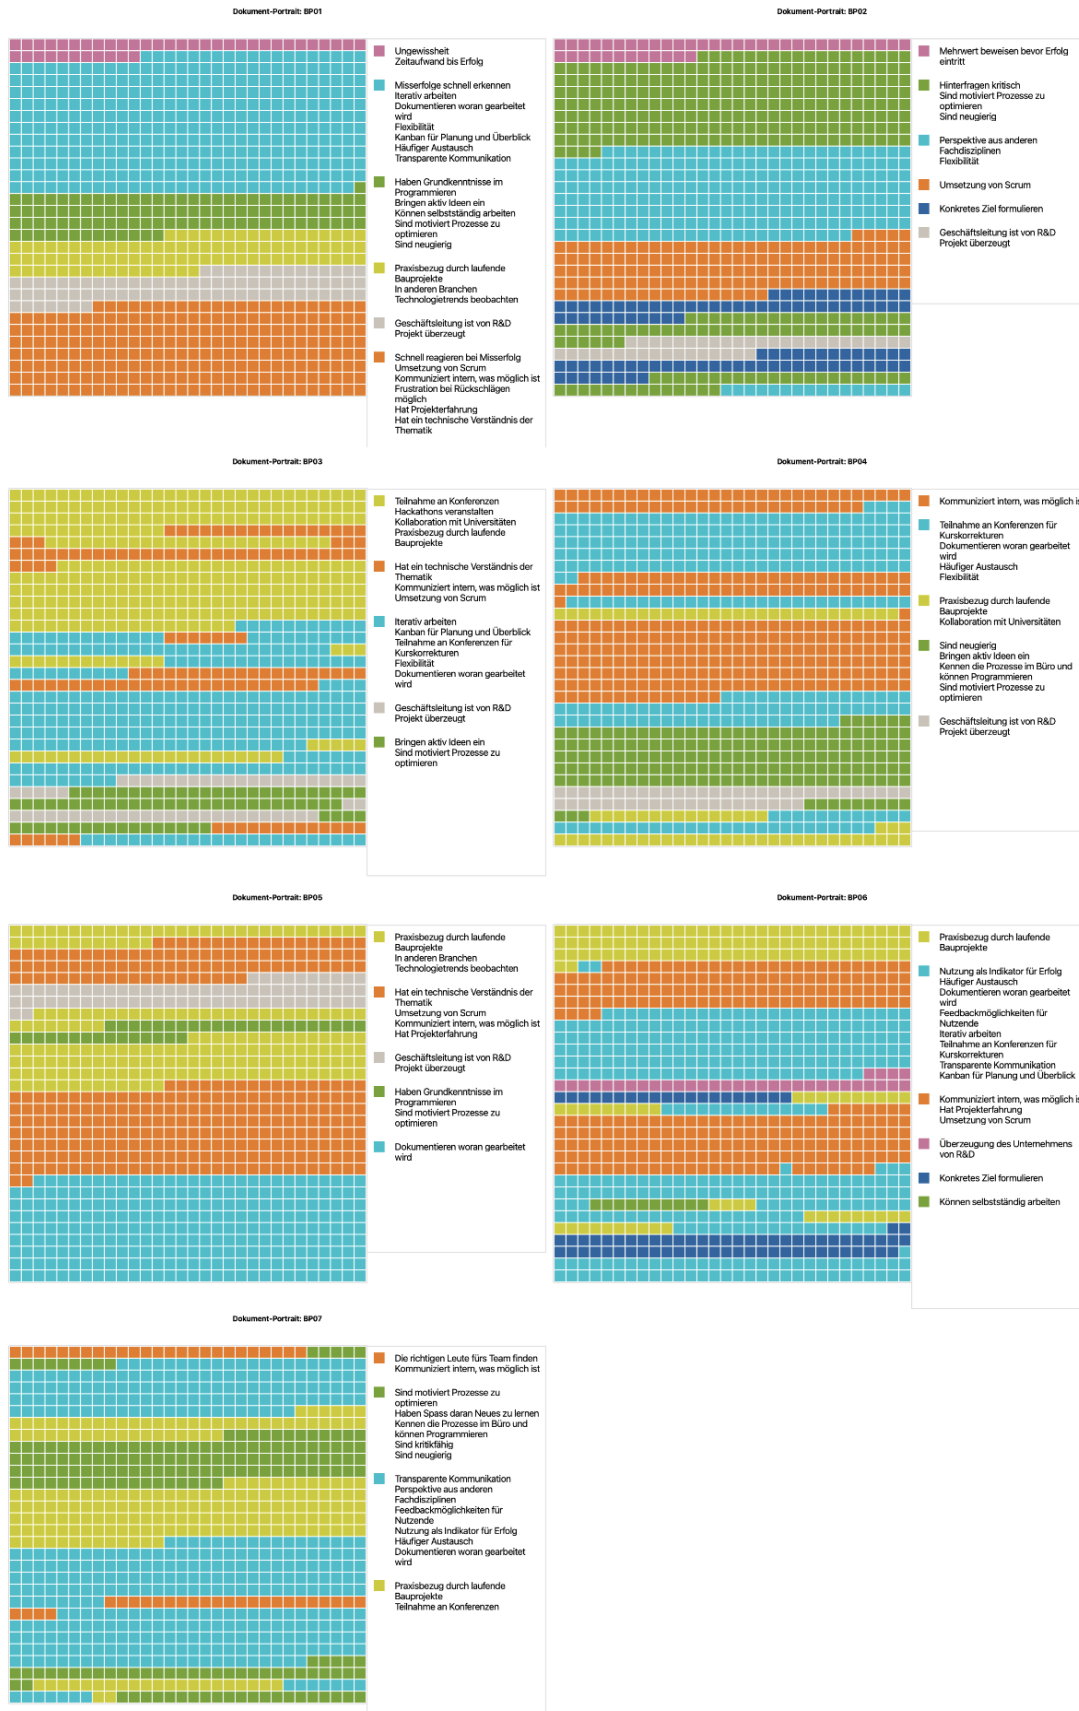 Dokument-Portrait: BP01
Ungewissheit
Zeitaufwand bis Erfolg
Misserfolge schnell erkennen
Iterativ arbeiten
Dokumentieren woran gearbeitet
wird
Flexibilität
Kanban für Planung und Überblick
Häufiger Austausch
Transparente Kommunikation
Haben Grundkenntnisse im
Programmieren
Bringen aktiv Ideen ein
Können selbstständig arbeiten
Sind motiviert Prozesse zu
optimieren
Sind neugierig
Praxisbezug durch laufende
Bauprojekte
In anderen Branchen
Technologietrends beobachten
Geschäftsleitung ist von R&D
Projekt überzeugt
Schnell reagieren bei Misserfolg
Umsetzung von Scrum
Kommuniziert intern, was möglich ist
Frustration bei Rückschlägen
möglich
Hat Projekterfahrung
Hat ein technische Verständnis der
Thematik
Dokument-Portrait: BP02
Mehrwert beweisen bevor Erfolg
eintritt
Hinterfragen kritisch
Sind motiviert Prozesse zu
optimieren
Sind neugierig
Perspektive aus anderen
Fachdisziplinen
Flexibilität
Umsetzung von Scrum
Konkretes Ziel formulieren
Geschäftsleitung ist von R&D
Projekt überzeugt
Dokument-Portrait: BP03
Teilnahme an Konferenzen
Hackathons veranstalten
Kollaboration mit Universitäten
Praxisbezug durch laufende
Bauprojekte
Hat ein technische Verständnis der
Thematik
Kommuniziert intern, was möglich ist
Umsetzung von Scrum
Iterativ arbeiten
Kanban für Planung und Überblick
Teilnahme an Konferenzen für
Kurskorrekturen
Flexibilität
Dokumentieren woran gearbeitet
wird
Geschäftsleitung ist von R&D
Projekt überzeugt
Bringen aktiv Ideen ein
Sind motiviert Prozesse zu
optimieren
Dokument-Portrait: BP04
Kommuniziert intern, was möglich is
Teilnahme an Konferenzen für
Kurskorrekturen
Dokumentieren woran gearbeitet
wird
Häufiger Austausch
Flexibilität
Praxisbezug durch laufende
Bauprojekte
Kollaboration mit Universitäten
Sind neugierig
Bringen aktiv Ideen ein
Kennen die Prozesse im Büro und
können Programmieren
Sind motiviert Prozesse zu
optimieren
Geschäftsleitung ist von R&D
Projekt überzeugt
Dokument-Portrait: BP05
Praxisbezug durch laufende
Bauprojekte
In anderen Branchen
Technologietrends beobachten
Hat ein technische Verständnis der
Thematik
Umsetzung von Scrum
Kommuniziert intern, was möglich ist
Hat Projekterfahrung
Geschäftsleitung ist von R&D
Projekt überzeugt
Haben Grundkenntnisse im
Programmieren
Sind motiviert Prozesse zu
optimieren
Dokumentieren woran gearbeitet
wird
Dokument-Portrait: BP06
Praxisbezug durch laufende
Bauprojekte
Nutzung als Indikator für Erfolg
Häufiger Austausch
Dokumentieren woran gearbeitet
wird
Feedbackmöglichkeiten für
Nutzende
Iterativ arbeiten
Teilnahme an Konferenzen für
Kurskorrekturen
Transparente Kommunikation
Kanban für Planung und Überblick
Kommuniziert intern, was möglich is
Hat Projekterfahrung
Umsetzung von Scrum
Überzeugung des Unternehmens
von R&D
Konkretes Ziel formulieren
Können selbstständig arbeiten
Dokument-Portrait: BP07
Die richtigen Leute fürs Team finden
Kommuniziert intern, was möglich ist
Sind motiviert Prozesse zu
optimieren
Haben Spass daran Neues zu lernen
Kennen die Prozesse im Büro und
können Programmieren
Sind kritikfähig
Sind neugierig
Transparente Kommunikation
Perspektive aus anderen
Fachdisziplinen
Feedbackmöglichkeiten für
Nutzende
Nutzung als Indikator für Erfolg
Häufiger Austausch
Dokumentieren woran gearbeitet
wird
Praxisbezug durch laufende
Bauprojekte
Teilnahme an Konferenzen